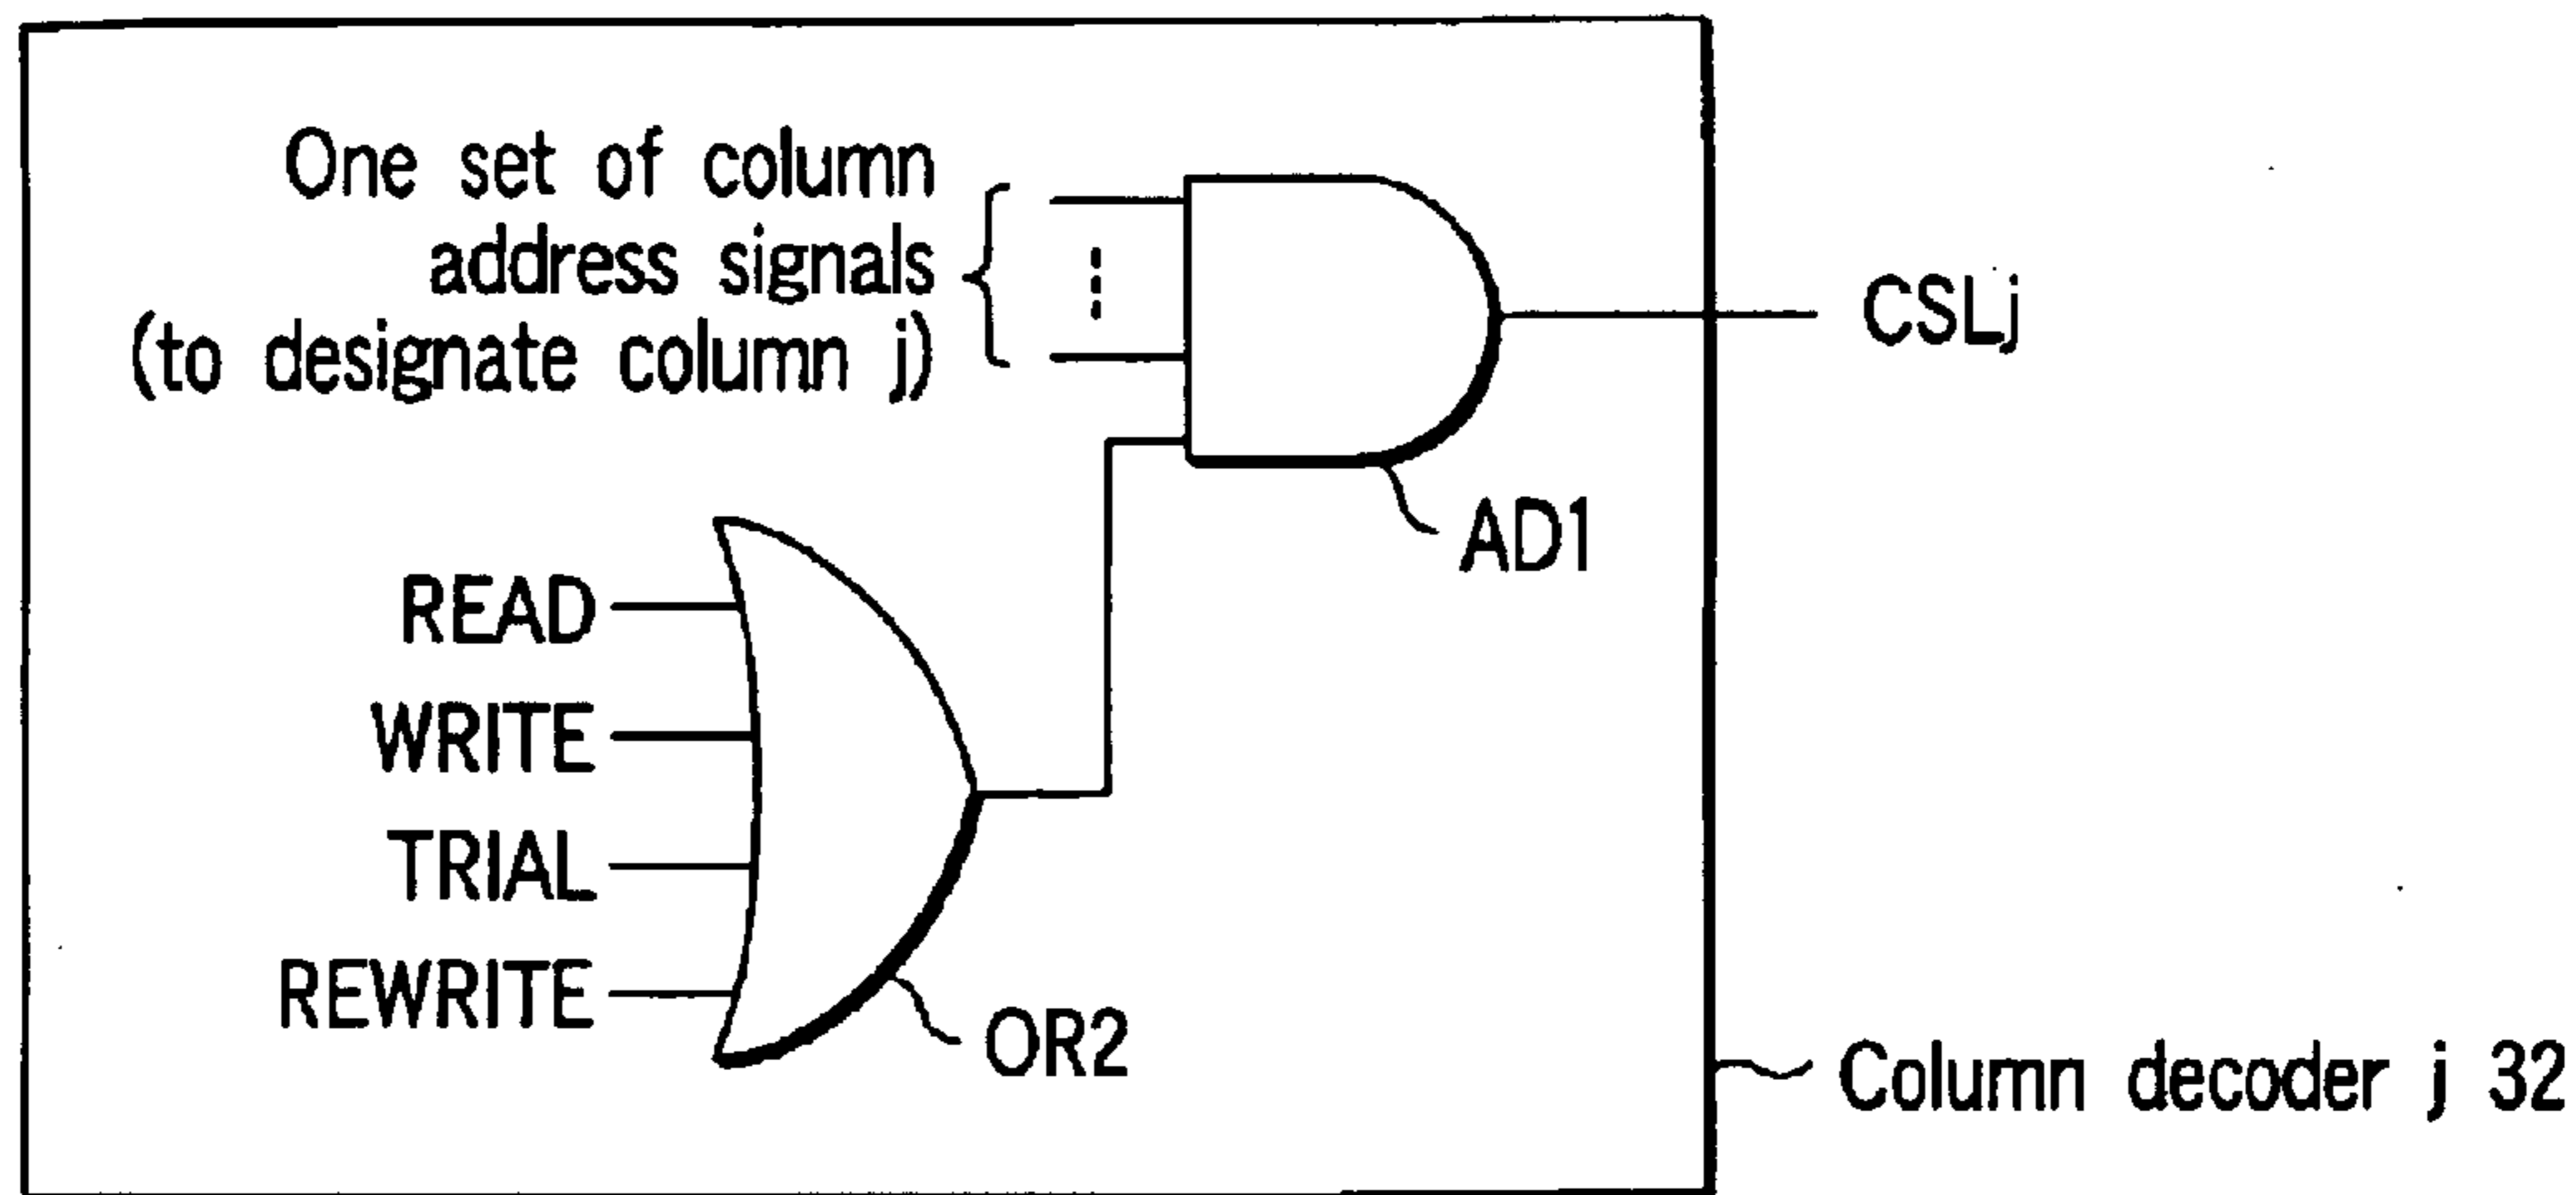 One set of column
address signals
(to designate column j)
CSLj
AD1
READ
WRITE
TRIAL
REWRITE
OR2
Column decoder j 32